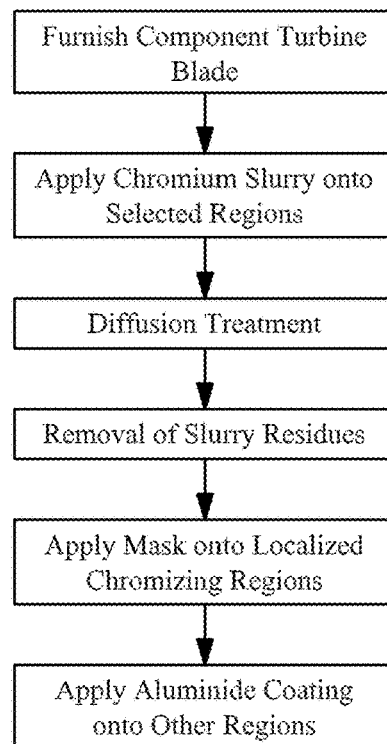 Furnish Component Turbine
Blade
Apply Chromium Slurry onto
Selected Regions
Diffusion Treatment
Removal of Slurry Residues
Apply Mask onto Localized
Chromizing Regions
Apply Aluminide Coating
onto Other Regions